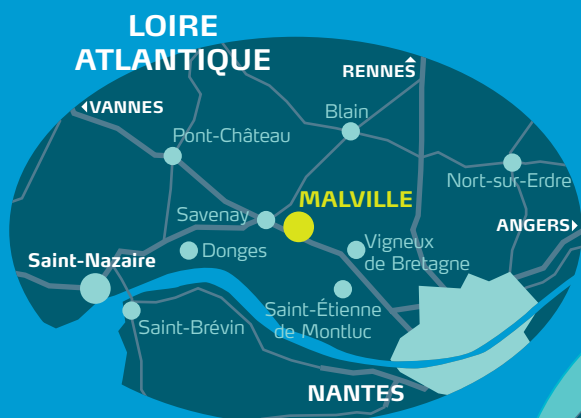 LOIRE
ATLANTIQUE
RENNES
VANNES
Blain
Pont-Château
Nort-sur-Erdre
MALVILLE
Savenay
ANGERS
Vigneux
de Bretagne
Donges
Saint-Nazaire
Saint-Étienne
de Montluc
Saint-Brévin
NANTES